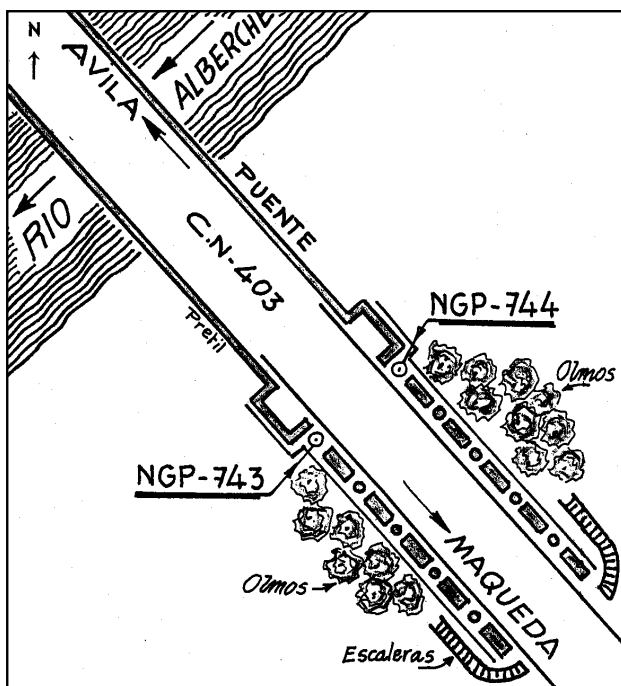 N
AVILA
ALBERCHE
RIO
PUENTE
C.N-403
Pretil
NGP-744
Olmos
NGP-743
Olmos
MAQUEDA
Escaleras